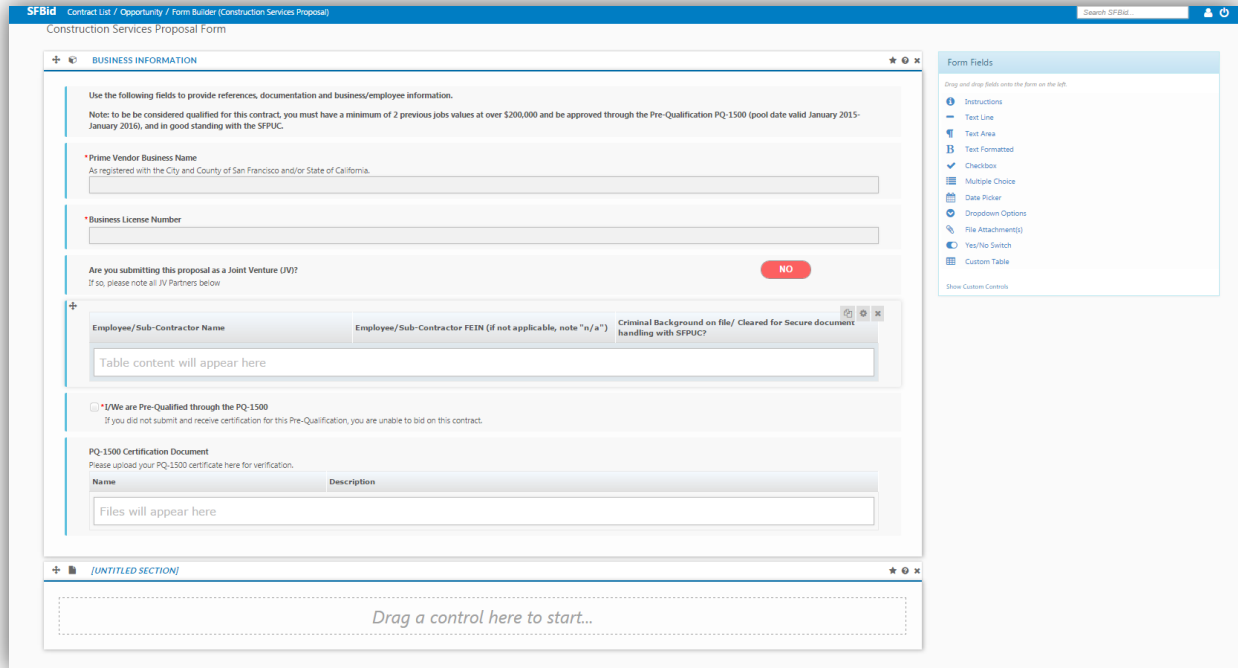 SFBid Contract List / Opportunity / Form Builder (Construction Services Proposal)
Search SFBid...
Construction Services Proposal Form
BUSINESS INFORMATION
Use the following fields to provide references, documentation and business/employee information.
Note: to be be considered qualified for this contract, you must have a minimum of 2 previous jobs values at over $200,000 and be approved through the Pre-Qualification PQ-1500 (pool date valid January 2015-
January 2016), and in good standing with the SFPUC.
*Prime Vendor Business Name
As registered with the City and County of San Francisco and/or State of California.
*Business License Number
Are you submitting this proposal as a Joint Venture (JV)?
NO
If so, please note all JV Partners below
Employee/Sub-Contractor Name
Employee/Sub-Contractor FEIN (if not applicable, note "n/a")
Criminal Background on file/ Cleared for Secure document
handling with SFPUC?
Table content will appear here
*I/We are Pre-Qualified through the PQ-1500
If you did not submit and receive certification for this Pre-Qualification, you are unable to bid on this contract.
PQ-1500 Certification Document
Please upload your PQ-1500 certificate here for verification.
Name Description
Files will appear here
[UNTITLED SECTION]
Drag a control here to start...
Form Fields
Drag and drop fields onto the form on the left
Instructions
Text Line
Text Area
B Text Formatted
Checkbox
Multiple Choice
Date Picker
Dropdown Options
File Attachment(s)
Yes/No Switch
Custom Table
Show Custom Controls